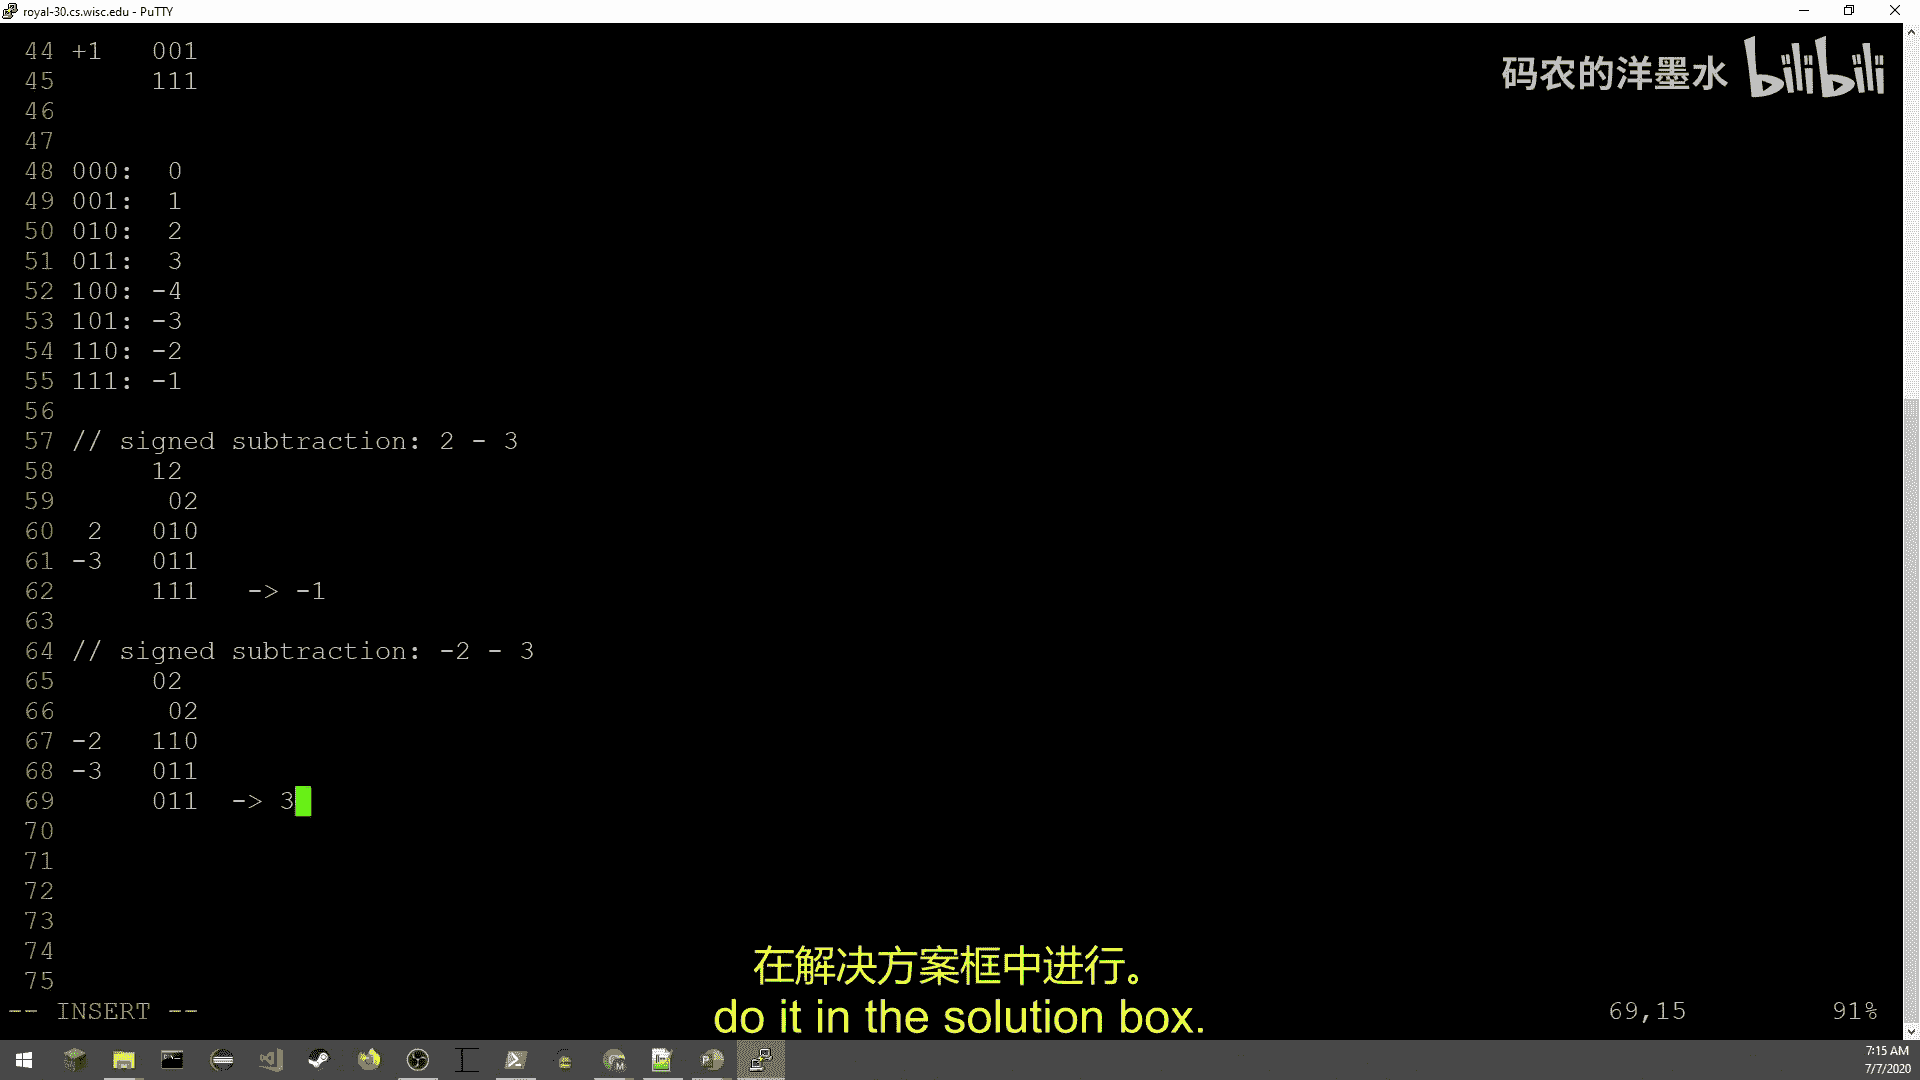 royal-30.cs.wisc.edu - PuTTY
码农的洋墨水 bilibili
44 +1   001
45      111
46
47
48 000:  0
49 001:  1
50 010:  2
51 011:  3
52 100: -4
53 101: -3
54 110: -2
55 111: -1
56
57 // signed subtraction: 2 - 3
58      12
59       02
60  2   010
61 -3   011
62      111   -> -1
63
64 // signed subtraction: -2 - 3
65      02
66       02
67 -2   110
68 -3   011
69      011  -> 3
70
71
72
73
74
75
在解决方案框中进行。
do it in the solution box.
-- INSERT --
69,15
91%
7:15 AM
7/7/2020